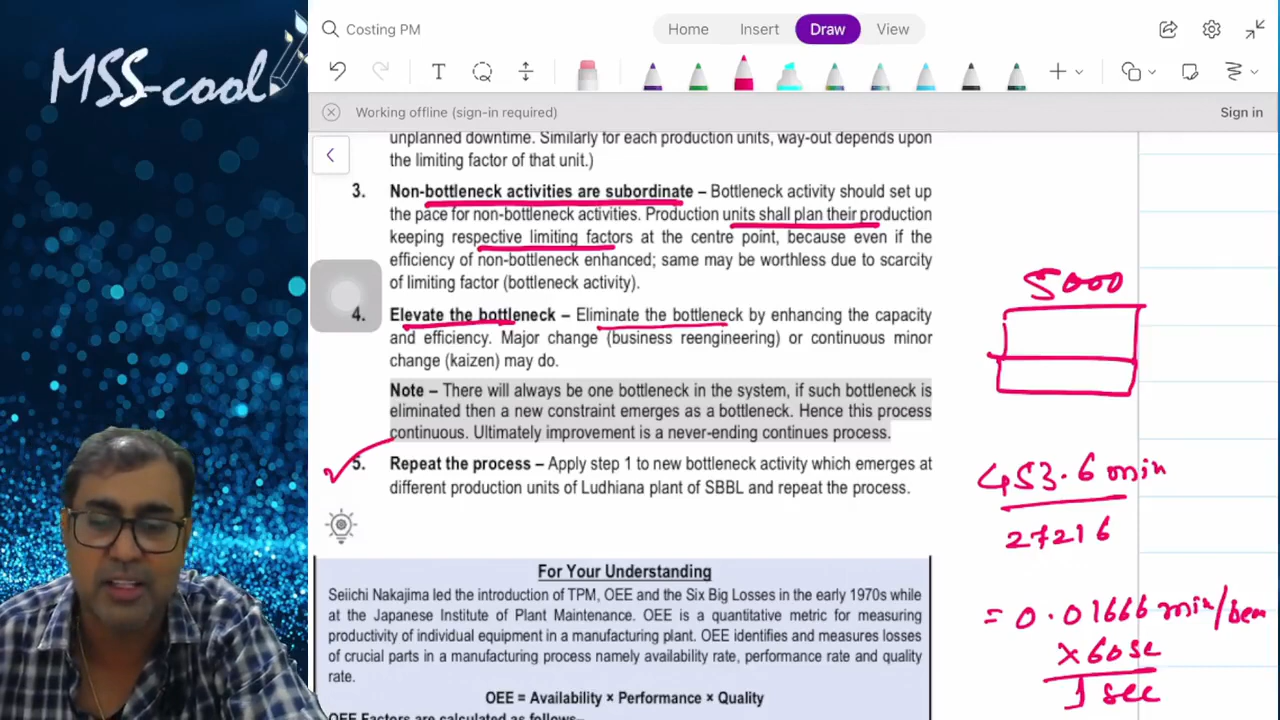 MSS-cool
Costing PM
Home Insert Draw View
Working offline (sign-in required)
Sign in
unplanned downtime. Similarly for each production units, way-out depends upon
the limiting factor of that unit.)
3. Non-bottleneck activities are subordinate – Bottleneck activity should set up
the pace for non-bottleneck activities. Production units shall plan their production
keeping respective limiting factors at the centre point, because even if the
efficiency of non-bottleneck enhanced; same may be worthless due to scarcity
of limiting factor (bottleneck activity).
4. Elevate the bottleneck – Eliminate the bottleneck by enhancing the capacity
and efficiency. Major change (business reengineering) or continuous minor
change (kaizen) may do.
Note – There will always be one bottleneck in the system, if such bottleneck is
eliminated then a new constraint emerges as a bottleneck. Hence this process
continuous. Ultimately improvement is a never-ending continues process.
5. Repeat the process – Apply step 1 to new bottleneck activity which emerges at
different production units of Ludhiana plant of SBBL and repeat the process.
For Your Understanding
Seiichi Nakajima led the introduction of TPM, OEE and the Six Big Losses in the early 1970s while
at the Japanese Institute of Plant Maintenance. OEE is a quantitative metric for measuring
productivity of individual equipment in a manufacturing plant. OEE identifies and measures losses
of crucial parts in a manufacturing process namely availability rate, performance rate and quality
rate.
OEE = Availability × Performance × Quality
OEE Factors are calculated as follows–
5000
453.6 min
27216
= 0.01666 min/
×60se
1 sec